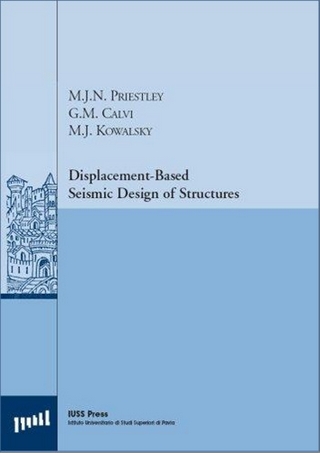 M.J.N. PRIESTLEY
G.M. CALVI
M.J. KOWALSKY
Displacement-Based
Seismic Design of Structures
IUSS Press
Istituto Universitario di Studi Superiori di Pavia